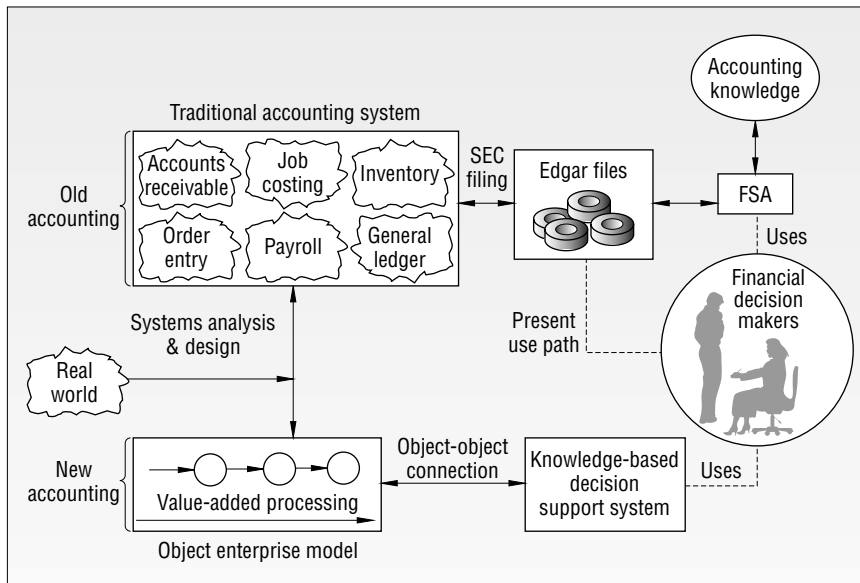 Accounting
knowledge
Traditional accounting system
Accounts
receivable
Job
costing
Inventory
SEC
filing
Edgar files
FSA
Old
accounting
Order
entry
Payroll
General
ledger
Uses
Financial
decision
makers
Systems analysis
& design
Present
use path
Real
world
New
accounting
Value-added processing
Object-object
connection
Knowledge-based
decision
support system
Uses
Object enterprise model